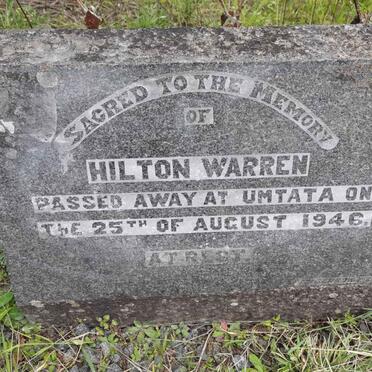 SACRED TO THE MEMORY
OF
HILTON WARREN
PASSED AWAY AT UMTATA ON
THE 25TH OF AUGUST 1946.
AT REST